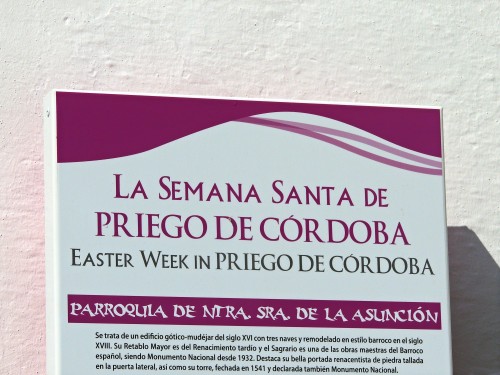 LA SEMANA SANTA DE
PRIEGO DE CÓRDOBA
EASTER WEEK IN PRIEGO DE CÓRDOBA
PARROQUIA DE NTRA. SRA. DE LA ASUNCIÓN
Se trata de un edificio gótico-mudéjar del siglo XVI con tres naves y remodelado en estilo barroco en el siglo
XVIII. Su Retablo Mayor es del Renacimiento tardío y el Sagrario es una de las obras maestras del Barroco
español, siendo Monumento Nacional desde 1932. Destaca su bella portada renacentista de piedra tallada
en la puerta lateral, así como su torre, fechada en 1541 y declarada también Monumento Nacional.